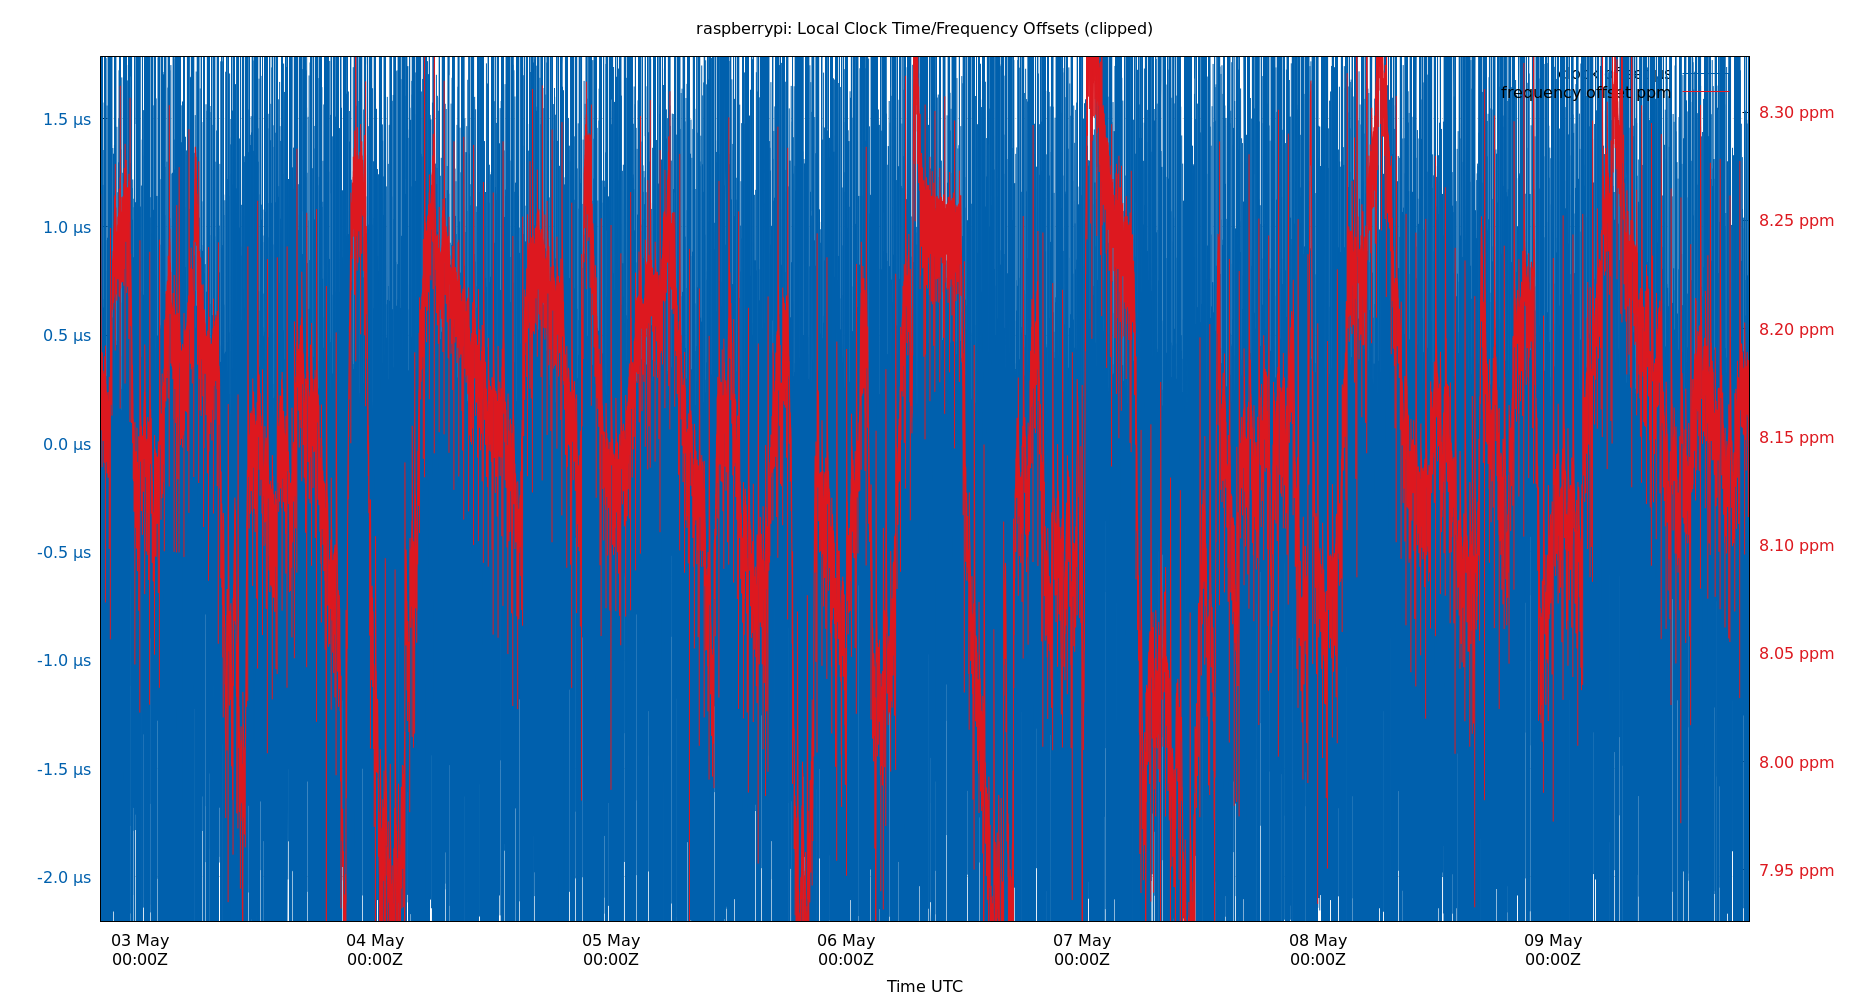 raspberrypi: Local Clock Time/Frequency Offsets (clipped)
clock offset µs
frequency offset ppm
1.5 µs
1.0 µs
0.5 µs
0.0 µs
-0.5 µs
-1.0 µs
-1.5 µs
-2.0 µs
8.30 ppm
8.25 ppm
8.20 ppm
8.15 ppm
8.10 ppm
8.05 ppm
8.00 ppm
7.95 ppm
03 May
00:00Z
04 May
00:00Z
05 May
00:00Z
06 May
00:00Z
07 May
00:00Z
08 May
00:00Z
09 May
00:00Z
Time UTC